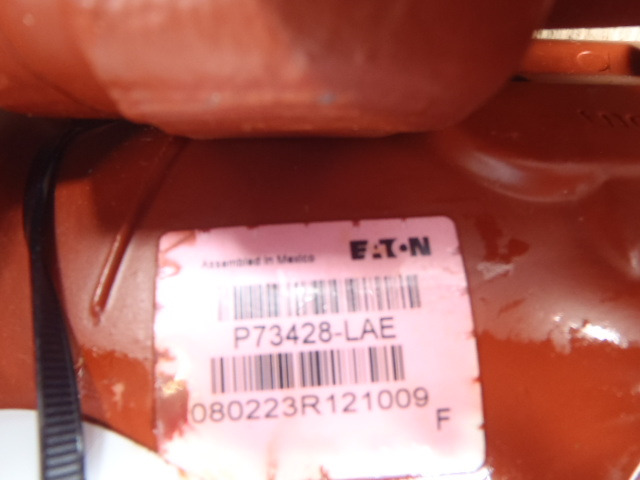 Assembled in Mexico EATON
P73428-LAE
080223R121009
F